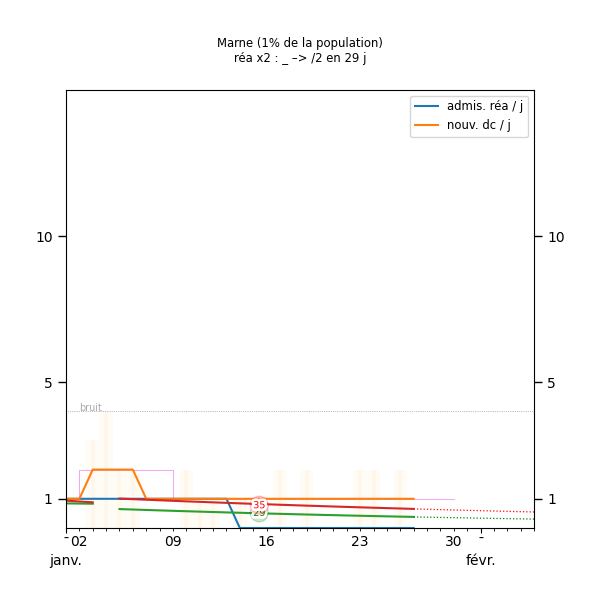 Marne (1% de la population)
réa x2 : _ –> /2 en 29 j
admis. réa / j
nouv. dc / j
10 10
5 5
bruit
1 1
35
29
02 09 16 23 30 -
janv. févr.